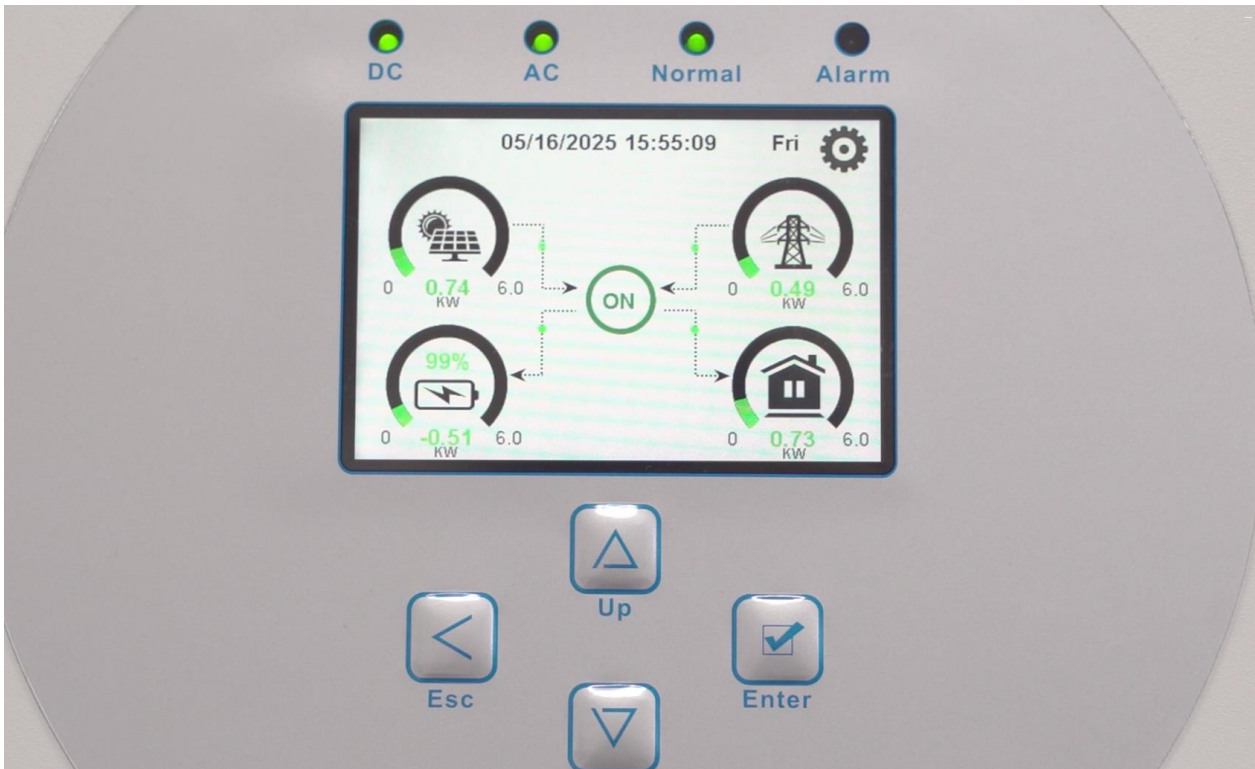 DC AC Normal Alarm
05/16/2025 15:55:09 Fri
0 0.74 6.0
KW
0 0.49 6.0
KW
ON
99%
0 -0.51 6.0
KW
0 0.73 6.0
KW
Up
Esc
Enter